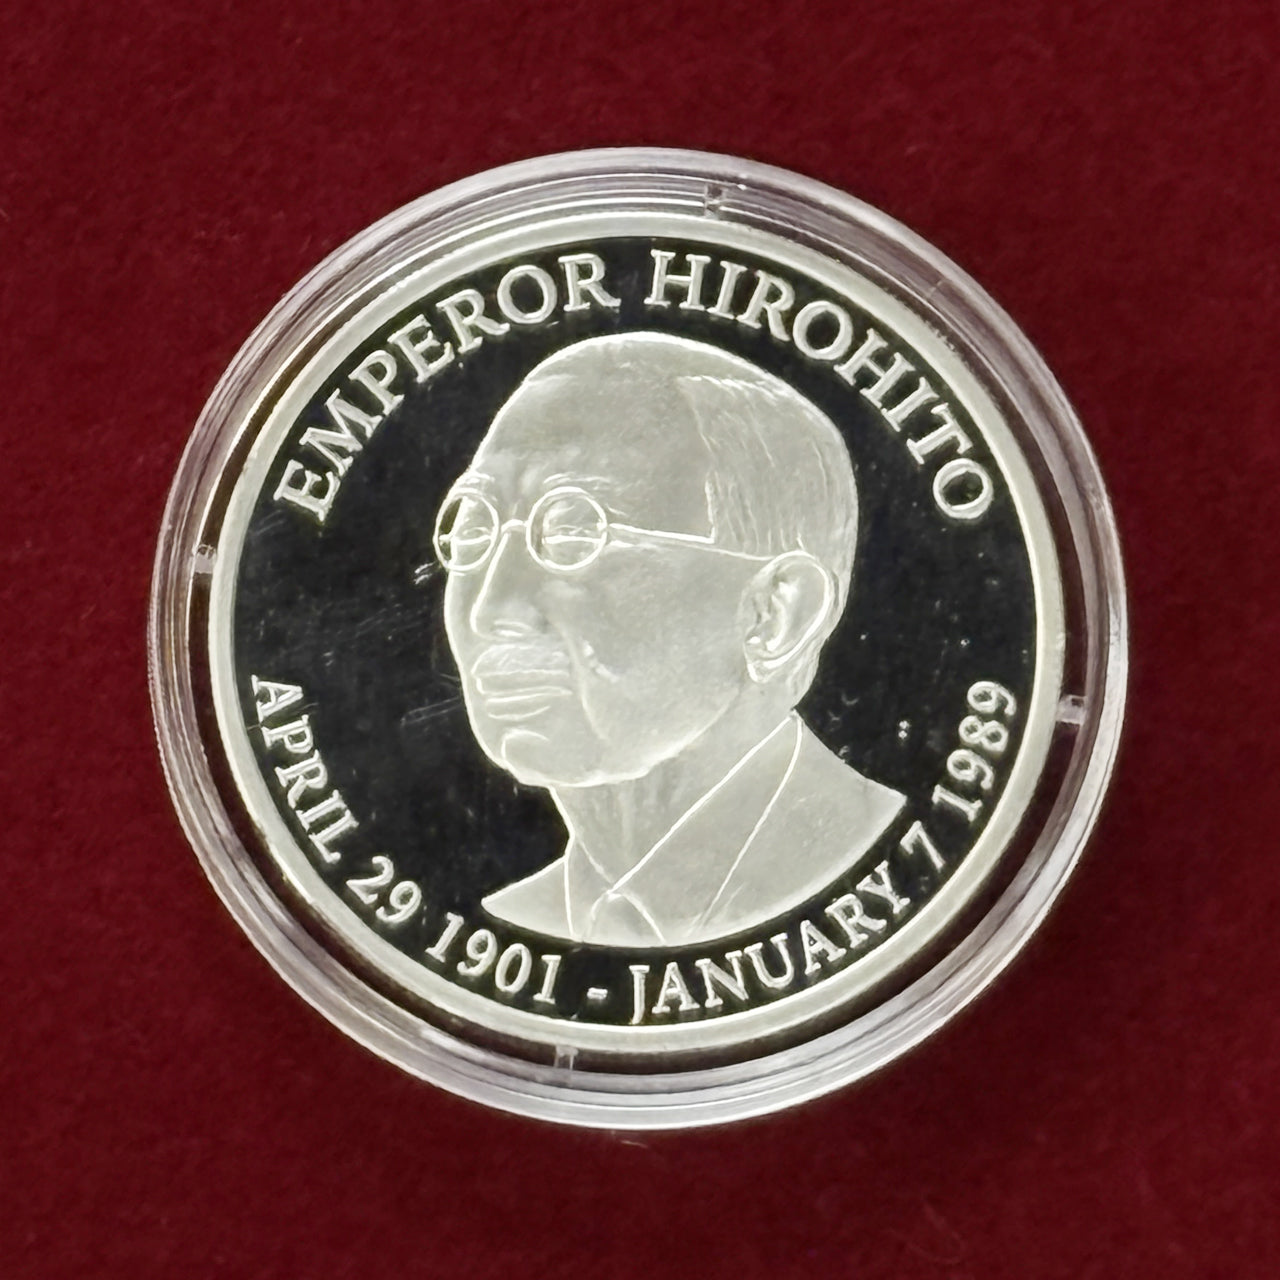 EMPEROR HIROHITO
APRIL 29 1901 - JANUARY 7 1989